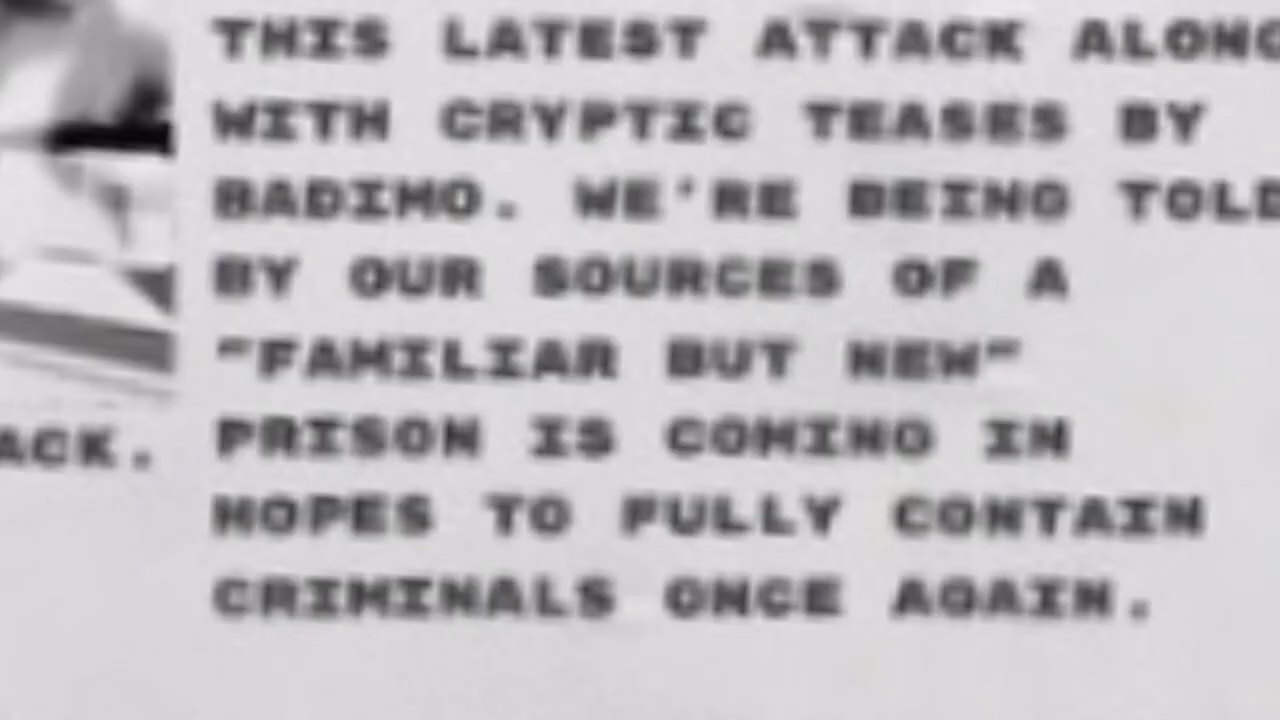 THIS LATEST ATTACK ALONG
WITH CRYPTIC TEASES BY
BADIMO. WE'RE BEING TOLD
BY OUR SOURCES OF A
"FAMILIAR BUT NEW"
ACK. PRISON IS COMING IN
HOPES TO FULLY CONTAIN
CRIMINALS ONCE AGAIN.